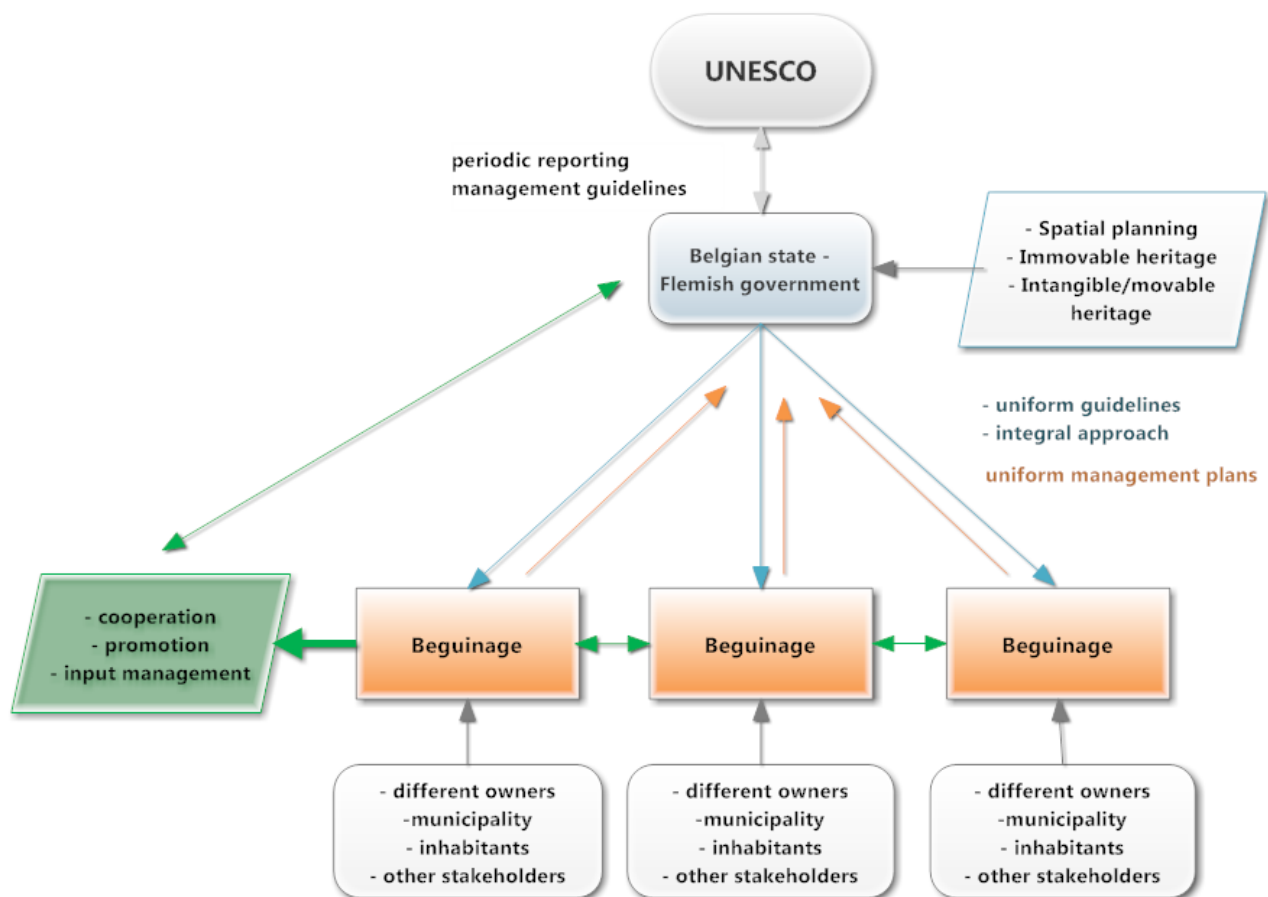 UNESCO
periodic reporting
management guidelines
- Spatial planning
- Immovable heritage
- Intangible/movable
heritage
Belgian state -
Flemish government
- uniform guidelines
- integral approach
uniform management plans
- cooperation
- promotion
- input management
Beguinage
Beguinage
Beguinage
- different owners
-municipality
- inhabitants
- other stakeholders
- different owners
-municipality
- inhabitants
- other stakeholders
- different owners
-municipality
- inhabitants
- other stakeholders